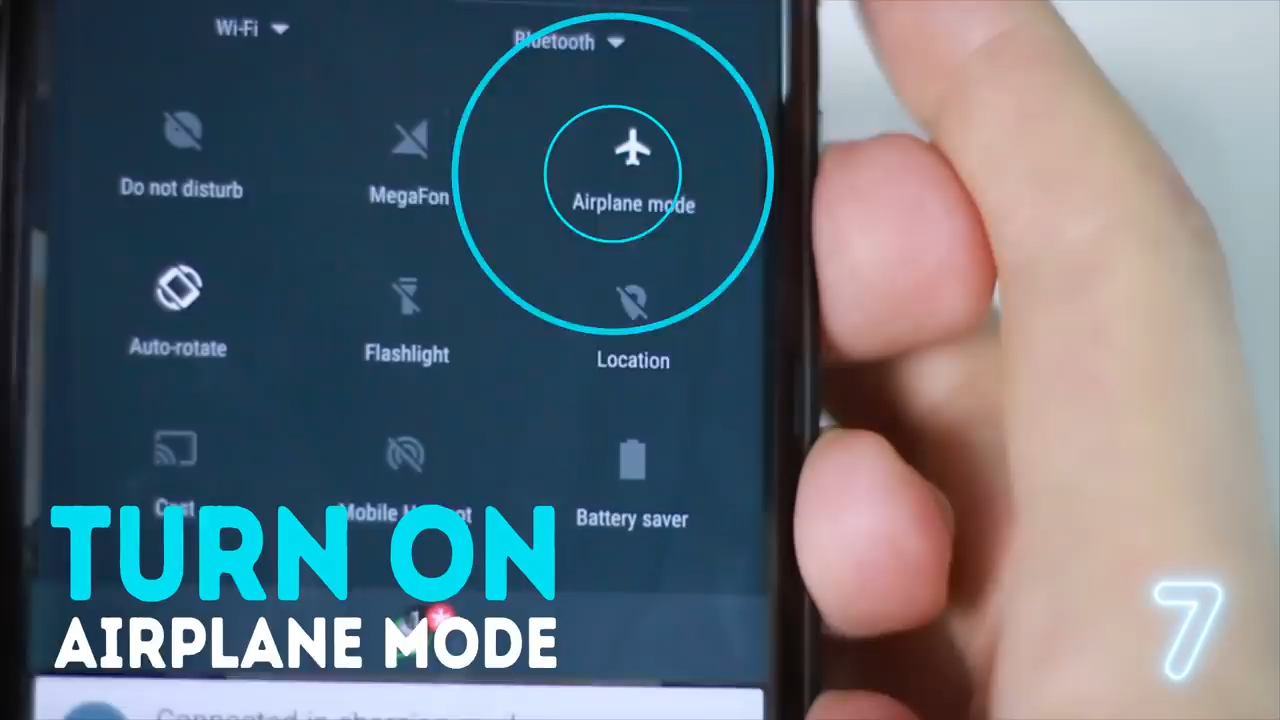 Wi-Fi
Bluetooth
Do not disturb
MegaFon
Airplane mode
Auto-rotate
Flashlight
Location
Battery saver
TURN ON
AIRPLANE MODE
7